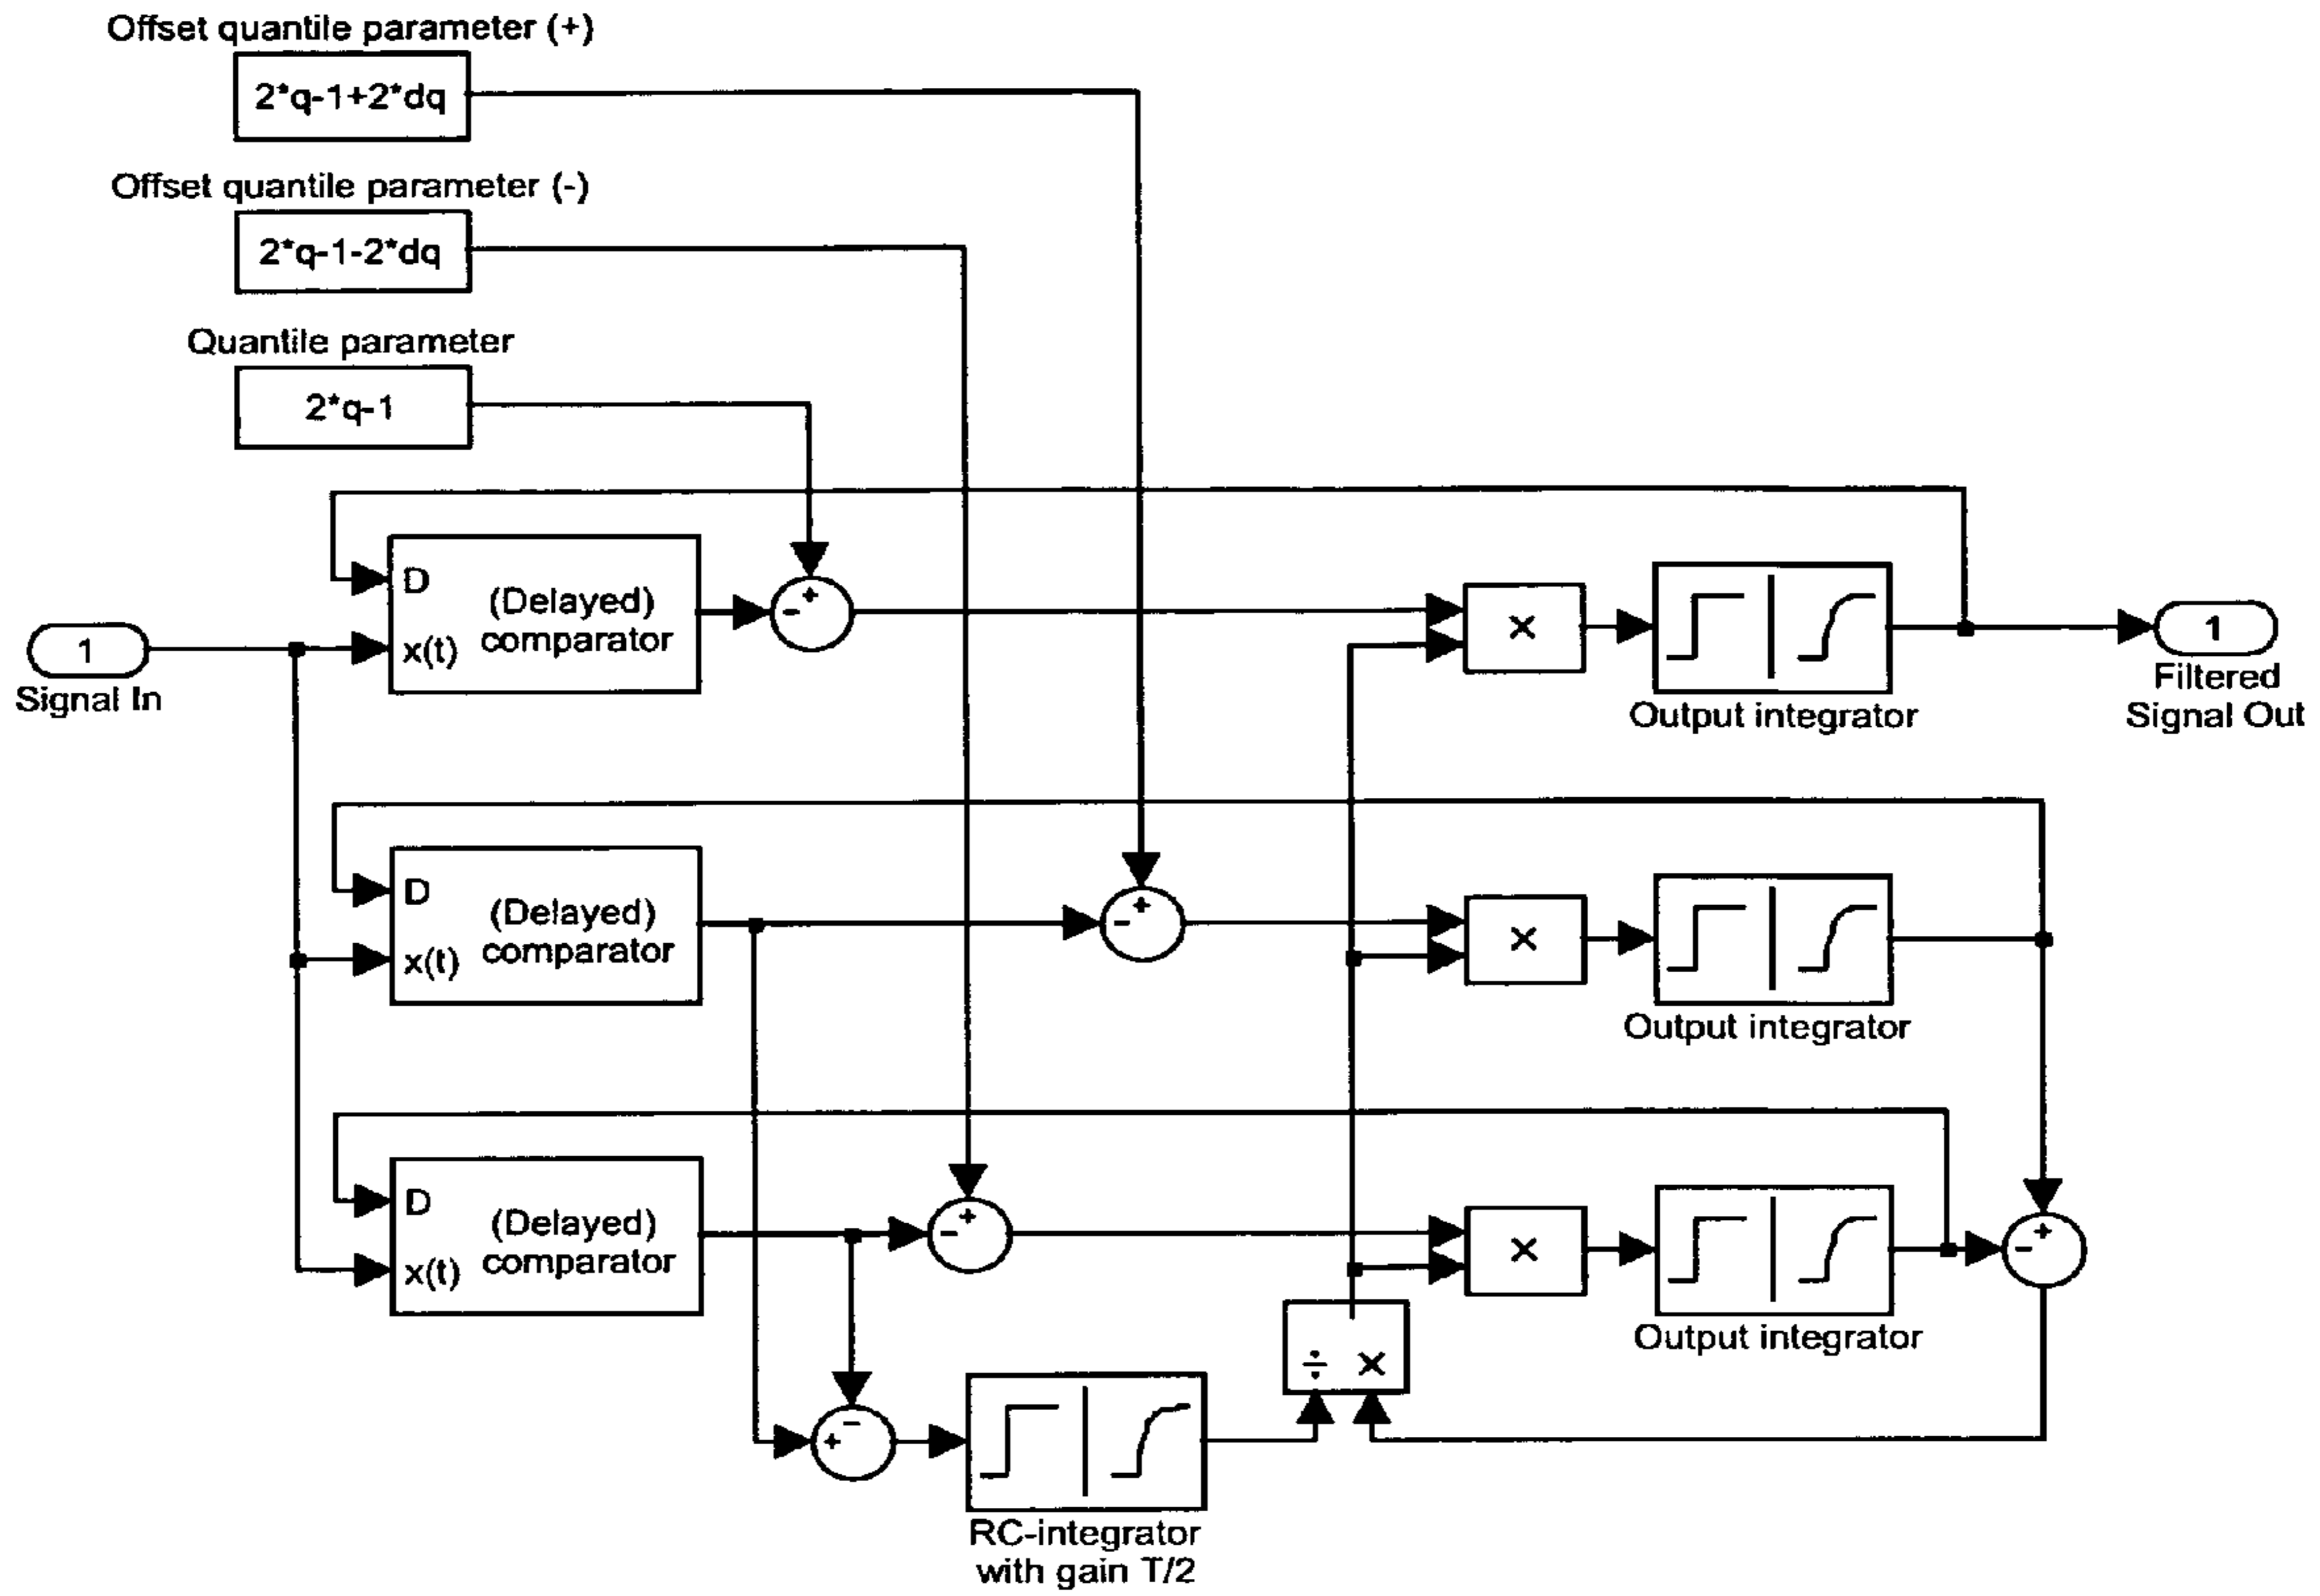 Offset quantile parameter (+)
2*q-1+2*dq
Offset quantile parameter (-)
2*q-1-2*dq
Quantile parameter
2*q-1
1
Signal In
D
x(t)
(Delayed)
comparator
+
-
×
Output integrator
1
Filtered
Signal Out
D
x(t)
(Delayed)
comparator
+
-
×
Output integrator
D
x(t)
(Delayed)
comparator
+
-
×
Output integrator
+
-
-
+
÷ ×
RC-integrator
with gain T/2